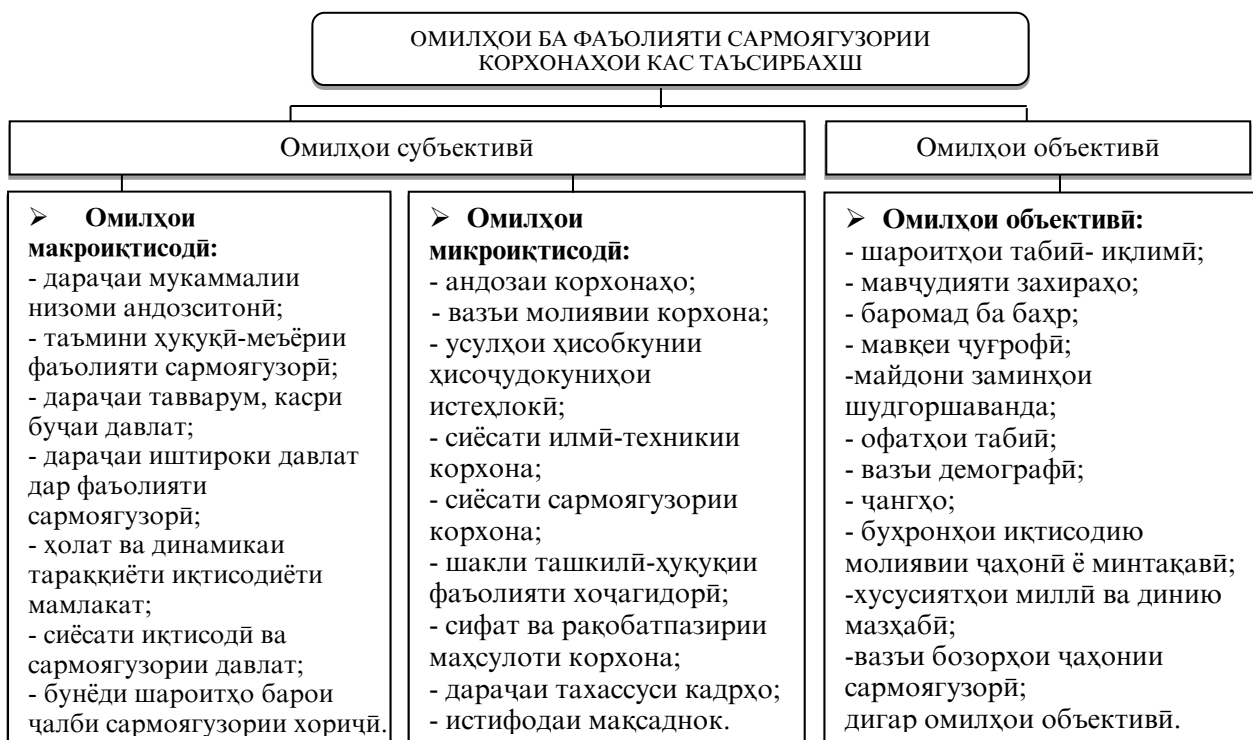 ОМИЛҲОИ БА ФАЪОЛИЯТИ САРМОЯГУЗОРИИ
КОРХОНАҲОИ КАС ТАЪСИРБАХШ
Омилҳои субъективӣ
Омилҳои объективӣ
➢ Омилҳои
макроиқтисодӣ:
- дараҷаи мукаммалии
низоми андозситонӣ;
- таъмини ҳуқуқӣ-меъёрии
фаъолияти сармоягузорӣ;
- дараҷаи тавварум, касри
буҷаи давлат;
- дараҷаи иштироки давлат
дар фаъолияти
сармоягузорӣ;
- ҳолат ва динамикаи
тараққиёти иқтисодиёти
мамлакат;
- сиёсати иқтисодӣ ва
сармоягузории давлат;
- бунёди шароитҳо барои
ҷалби сармоягузории хориҷӣ.
➢ Омилҳои
микроиқтисодӣ:
- андозаи корхонаҳо;
- вазъи молиявии корхона;
- усулҳои ҳисобкунии
ҳисоҷудокуниҳои
истеҳлокӣ;
- сиёсати илмӣ-техникии
корхона;
- сиёсати сармоягузории
корхона;
- шакли ташкилӣ-ҳуқуқии
фаъолияти хоҷагидорӣ;
- сифат ва рақобатпазирии
маҳсулоти корхона;
- дараҷаи тахассуси кадрҳо;
- истифодаи мақсаднок.
➢ Омилҳои объективӣ:
- шароитҳои табиӣ- иқлимӣ;
- мавҷудияти захираҳо;
- баромад ба баҳр;
- мавқеи ҷуғрофӣ;
-майдони заминҳои
шудгоршаванда;
- офатҳои табиӣ;
- вазъи демографӣ;
- ҷангҳо;
- буҳронҳои иқтисодию
молиявии ҷаҳонӣ ё минтақавӣ;
-хусусиятҳои миллӣ ва динию
мазҳабӣ;
-вазъи бозорҳои ҷаҳонии
сармоягузорӣ;
дигар омилҳои объективӣ.